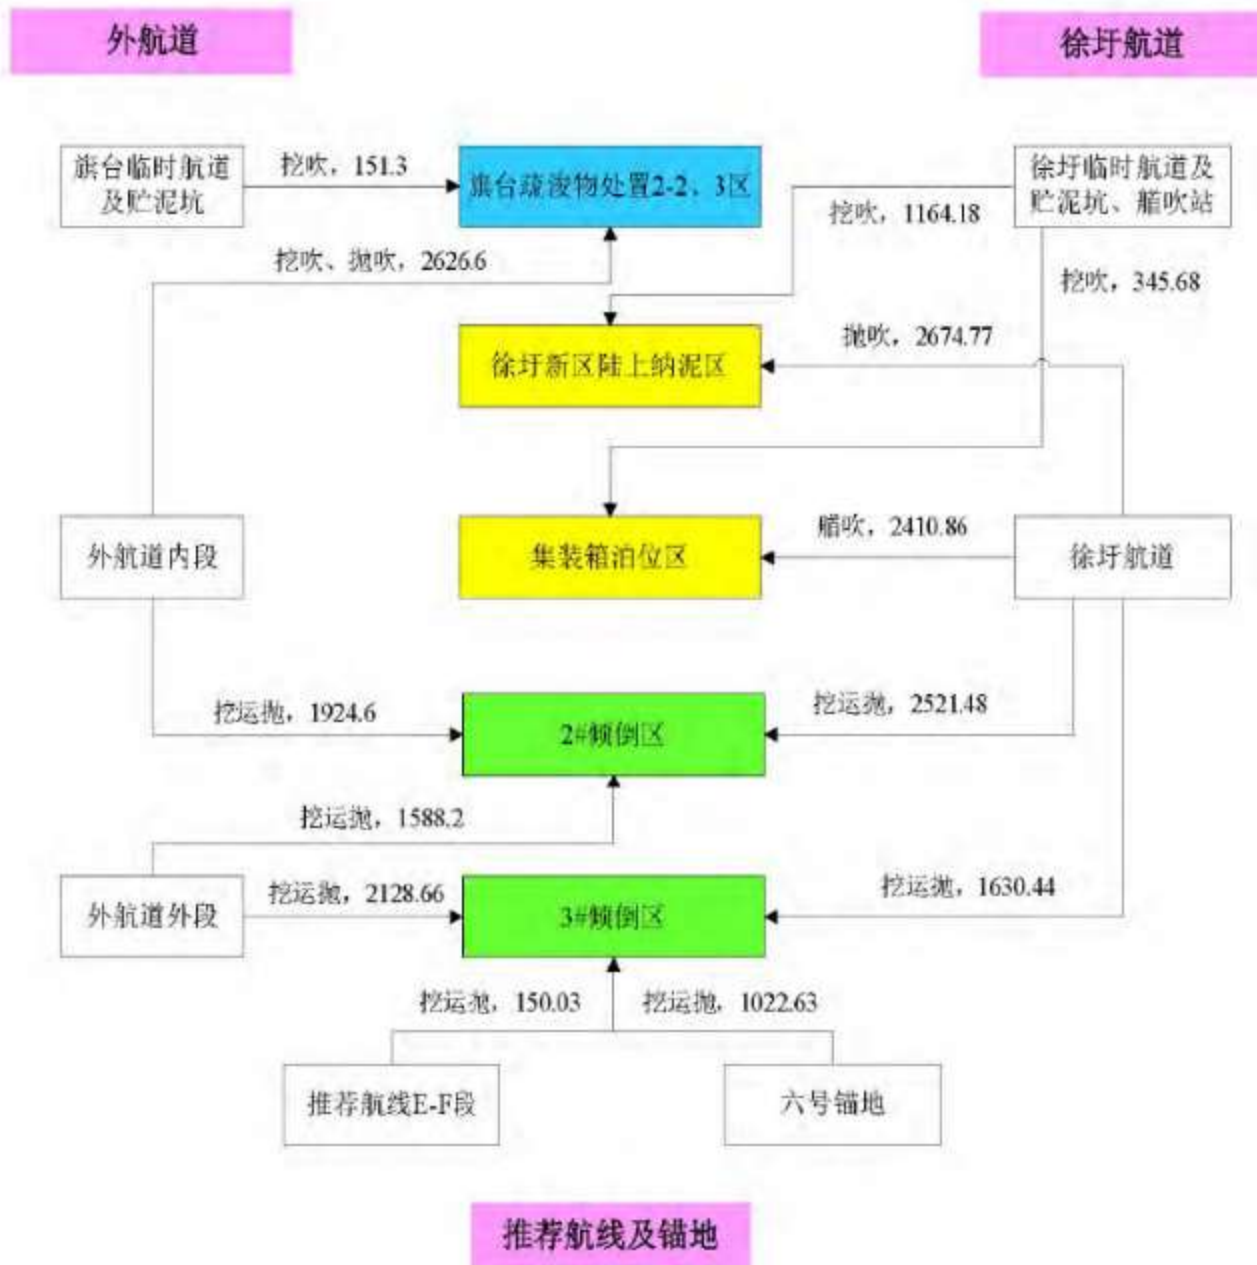 外航道
徐圩航道
旗台临时航道
及贮泥坑
挖吹，151.3
旗台疏浚物处置2-2、3区
徐圩临时航道及
贮泥坑、艏吹站
挖吹，1164.18
挖吹、抛吹，2626.6
挖吹，345.68
抛吹，2674.77
徐圩新区陆上纳泥区
外航道内段
集装箱泊位区
艏吹，2410.86
徐圩航道
挖运抛，1924.6
2#倾倒区
挖运抛，2521.48
挖运抛，1588.2
外航道外段
挖运抛，2128.66
3#倾倒区
挖运抛，1630.44
挖运抛，150.03
挖运抛，1022.63
推荐航线E-F段
六号锚地
推荐航线及锚地